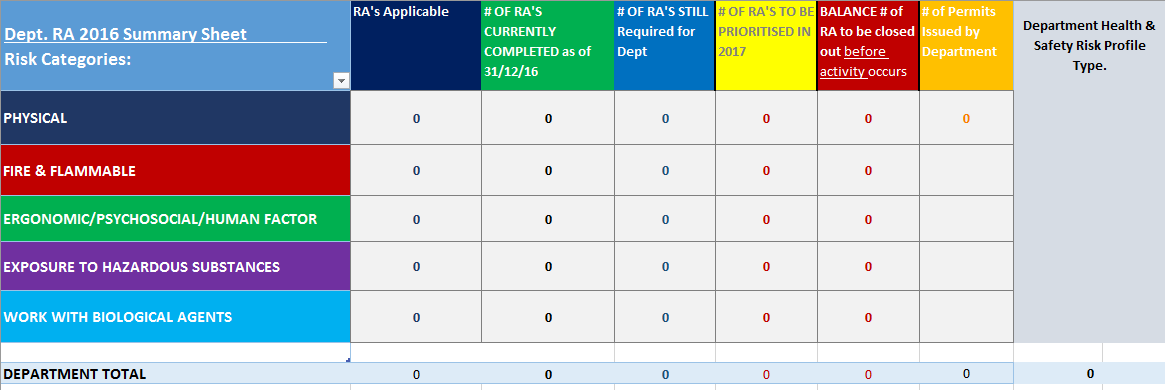 Dept. RA 2016 Summary Sheet
Risk Categories:
RA's Applicable
# OF RA'S
CURRENTLY
COMPLETED as of
31/12/16
# OF RA'S STILL
Required for
Dept
# OF RA'S TO BE
PRIORITISED IN
2017
BALANCE # of
RA to be closed
out before
activity occurs
# of Permits
Issued by
Department
Department Health &
Safety Risk Profile
Type.
PHYSICAL 0 0 0 0 0 0
FIRE & FLAMMABLE 0 0 0 0 0
ERGONOMIC/PSYCHOSOCIAL/HUMAN FACTOR 0 0 0 0 0
EXPOSURE TO HAZARDOUS SUBSTANCES 0 0 0 0 0
WORK WITH BIOLOGICAL AGENTS 0 0 0 0 0
DEPARTMENT TOTAL 0 0 0 0 0 0 0